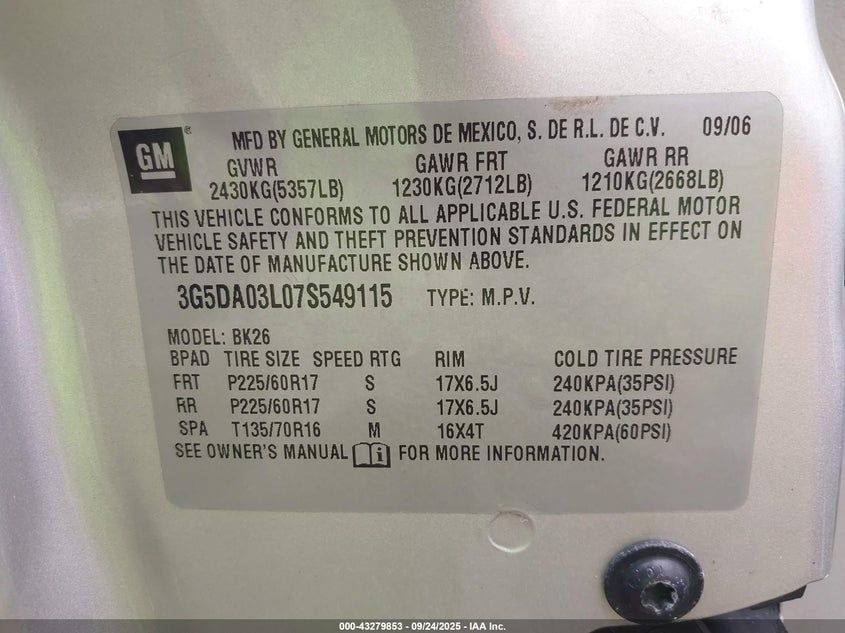 MFD BY GENERAL MOTORS DE MEXICO, S. DE R.L. DE C.V. 09/06
GM®
GVWR GAWR FRT GAWR RR
2430KG(5357LB) 1230KG(2712LB) 1210KG(2668LB)
THIS VEHICLE CONFORMS TO ALL APPLICABLE U.S. FEDERAL MOTOR
VEHICLE SAFETY AND THEFT PREVENTION STANDARDS IN EFFECT ON
THE DATE OF MANUFACTURE SHOWN ABOVE.
3G5DA03L07S549115 TYPE: M.P.V.
MODEL: BK26
BPAD TIRE SIZE SPEED RTG RIM COLD TIRE PRESSURE
FRT P225/60R17 S 17X6.5J 240KPA(35PSI)
RR P225/60R17 S 17X6.5J 240KPA(35PSI)
SPA T135/70R16 M 16X4T 420KPA(60PSI)
SEE OWNER'S MANUAL i FOR MORE INFORMATION.
000-43279853 - 09/24/2025 - IAA Inc.